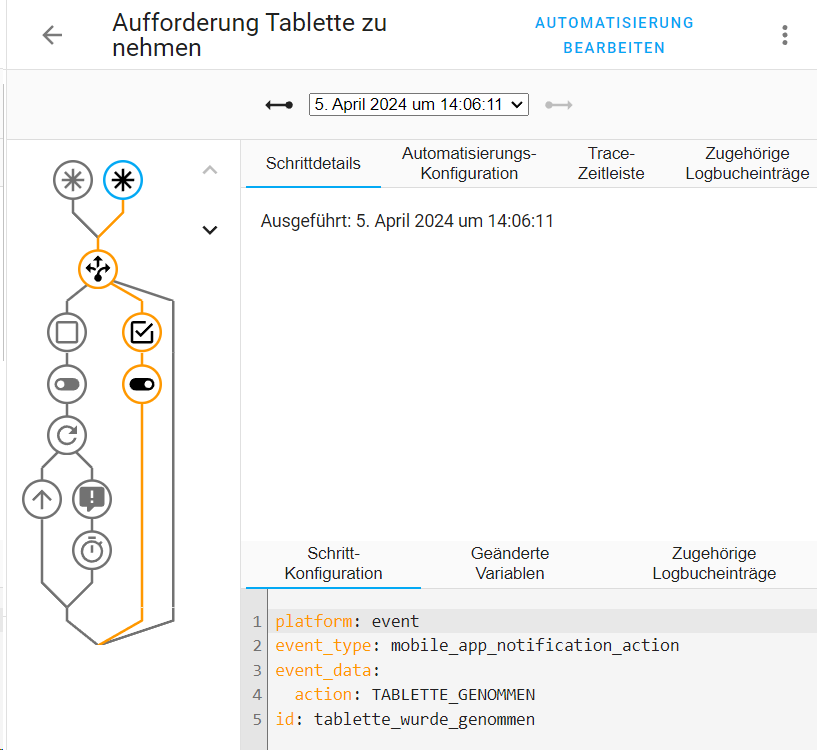 Aufforderung Tablette zu
nehmen
AUTOMATISIERUNG
BEARBEITEN
5. April 2024 um 14:06:11
Schrittdetails
Automatisierungs-
Konfiguration
Trace-
Zeitleiste
Zugehörige
Logbucheinträge
Ausgeführt: 5. April 2024 um 14:06:11
Schritt-
Konfiguration
Geänderte
Variablen
Zugehörige
Logbucheinträge
1 platform: event
2 event_type: mobile_app_notification_action
3 event_data:
4   action: TABLETTE_GENOMMEN
5 id: tablette_wurde_genommen